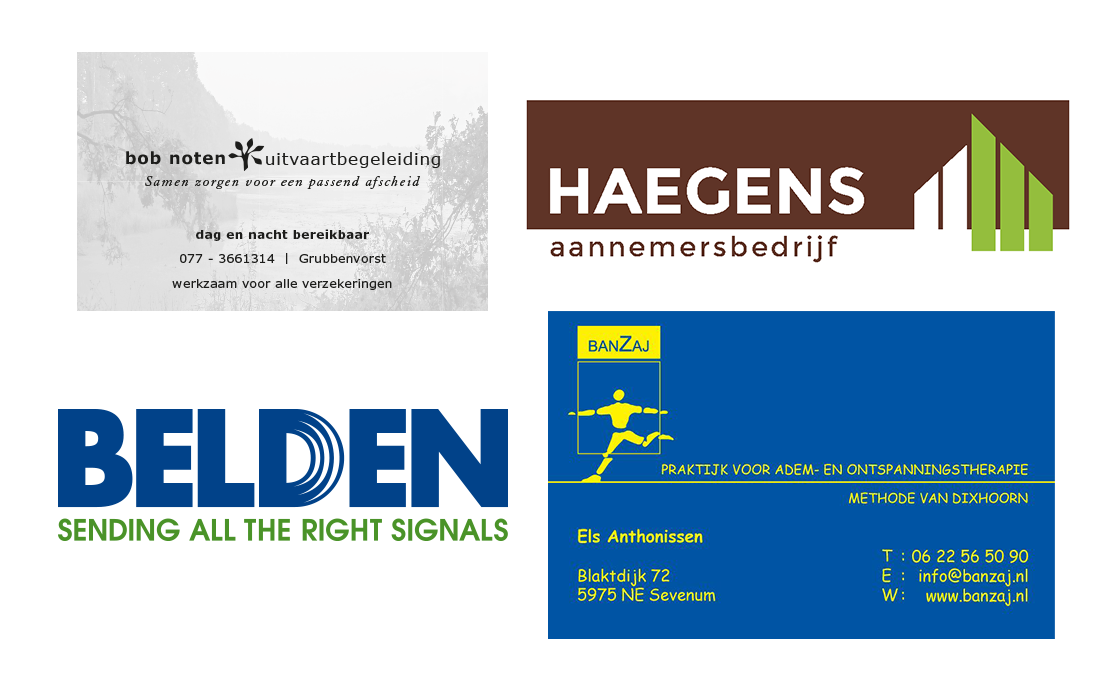 bob noten uitvaartbegeleiding
Samen zorgen voor een passend afscheid
dag en nacht bereikbaar
077 - 3661314 | Grubbenvorst
werkzaam voor alle verzekeringen
HAEGENS
aannemersbedrijf
BELDEN
SENDING ALL THE RIGHT SIGNALS
BANZAJ
PRAKTIJK VOOR ADEM- EN ONTSPANNINGSTHERAPIE
METHODE VAN DIXHOORN
Els Anthonissen
Blaktdijk 72
5975 NE Sevenum
T : 06 22 56 50 90
E : info@banzaj.nl
W : www.banzaj.nl